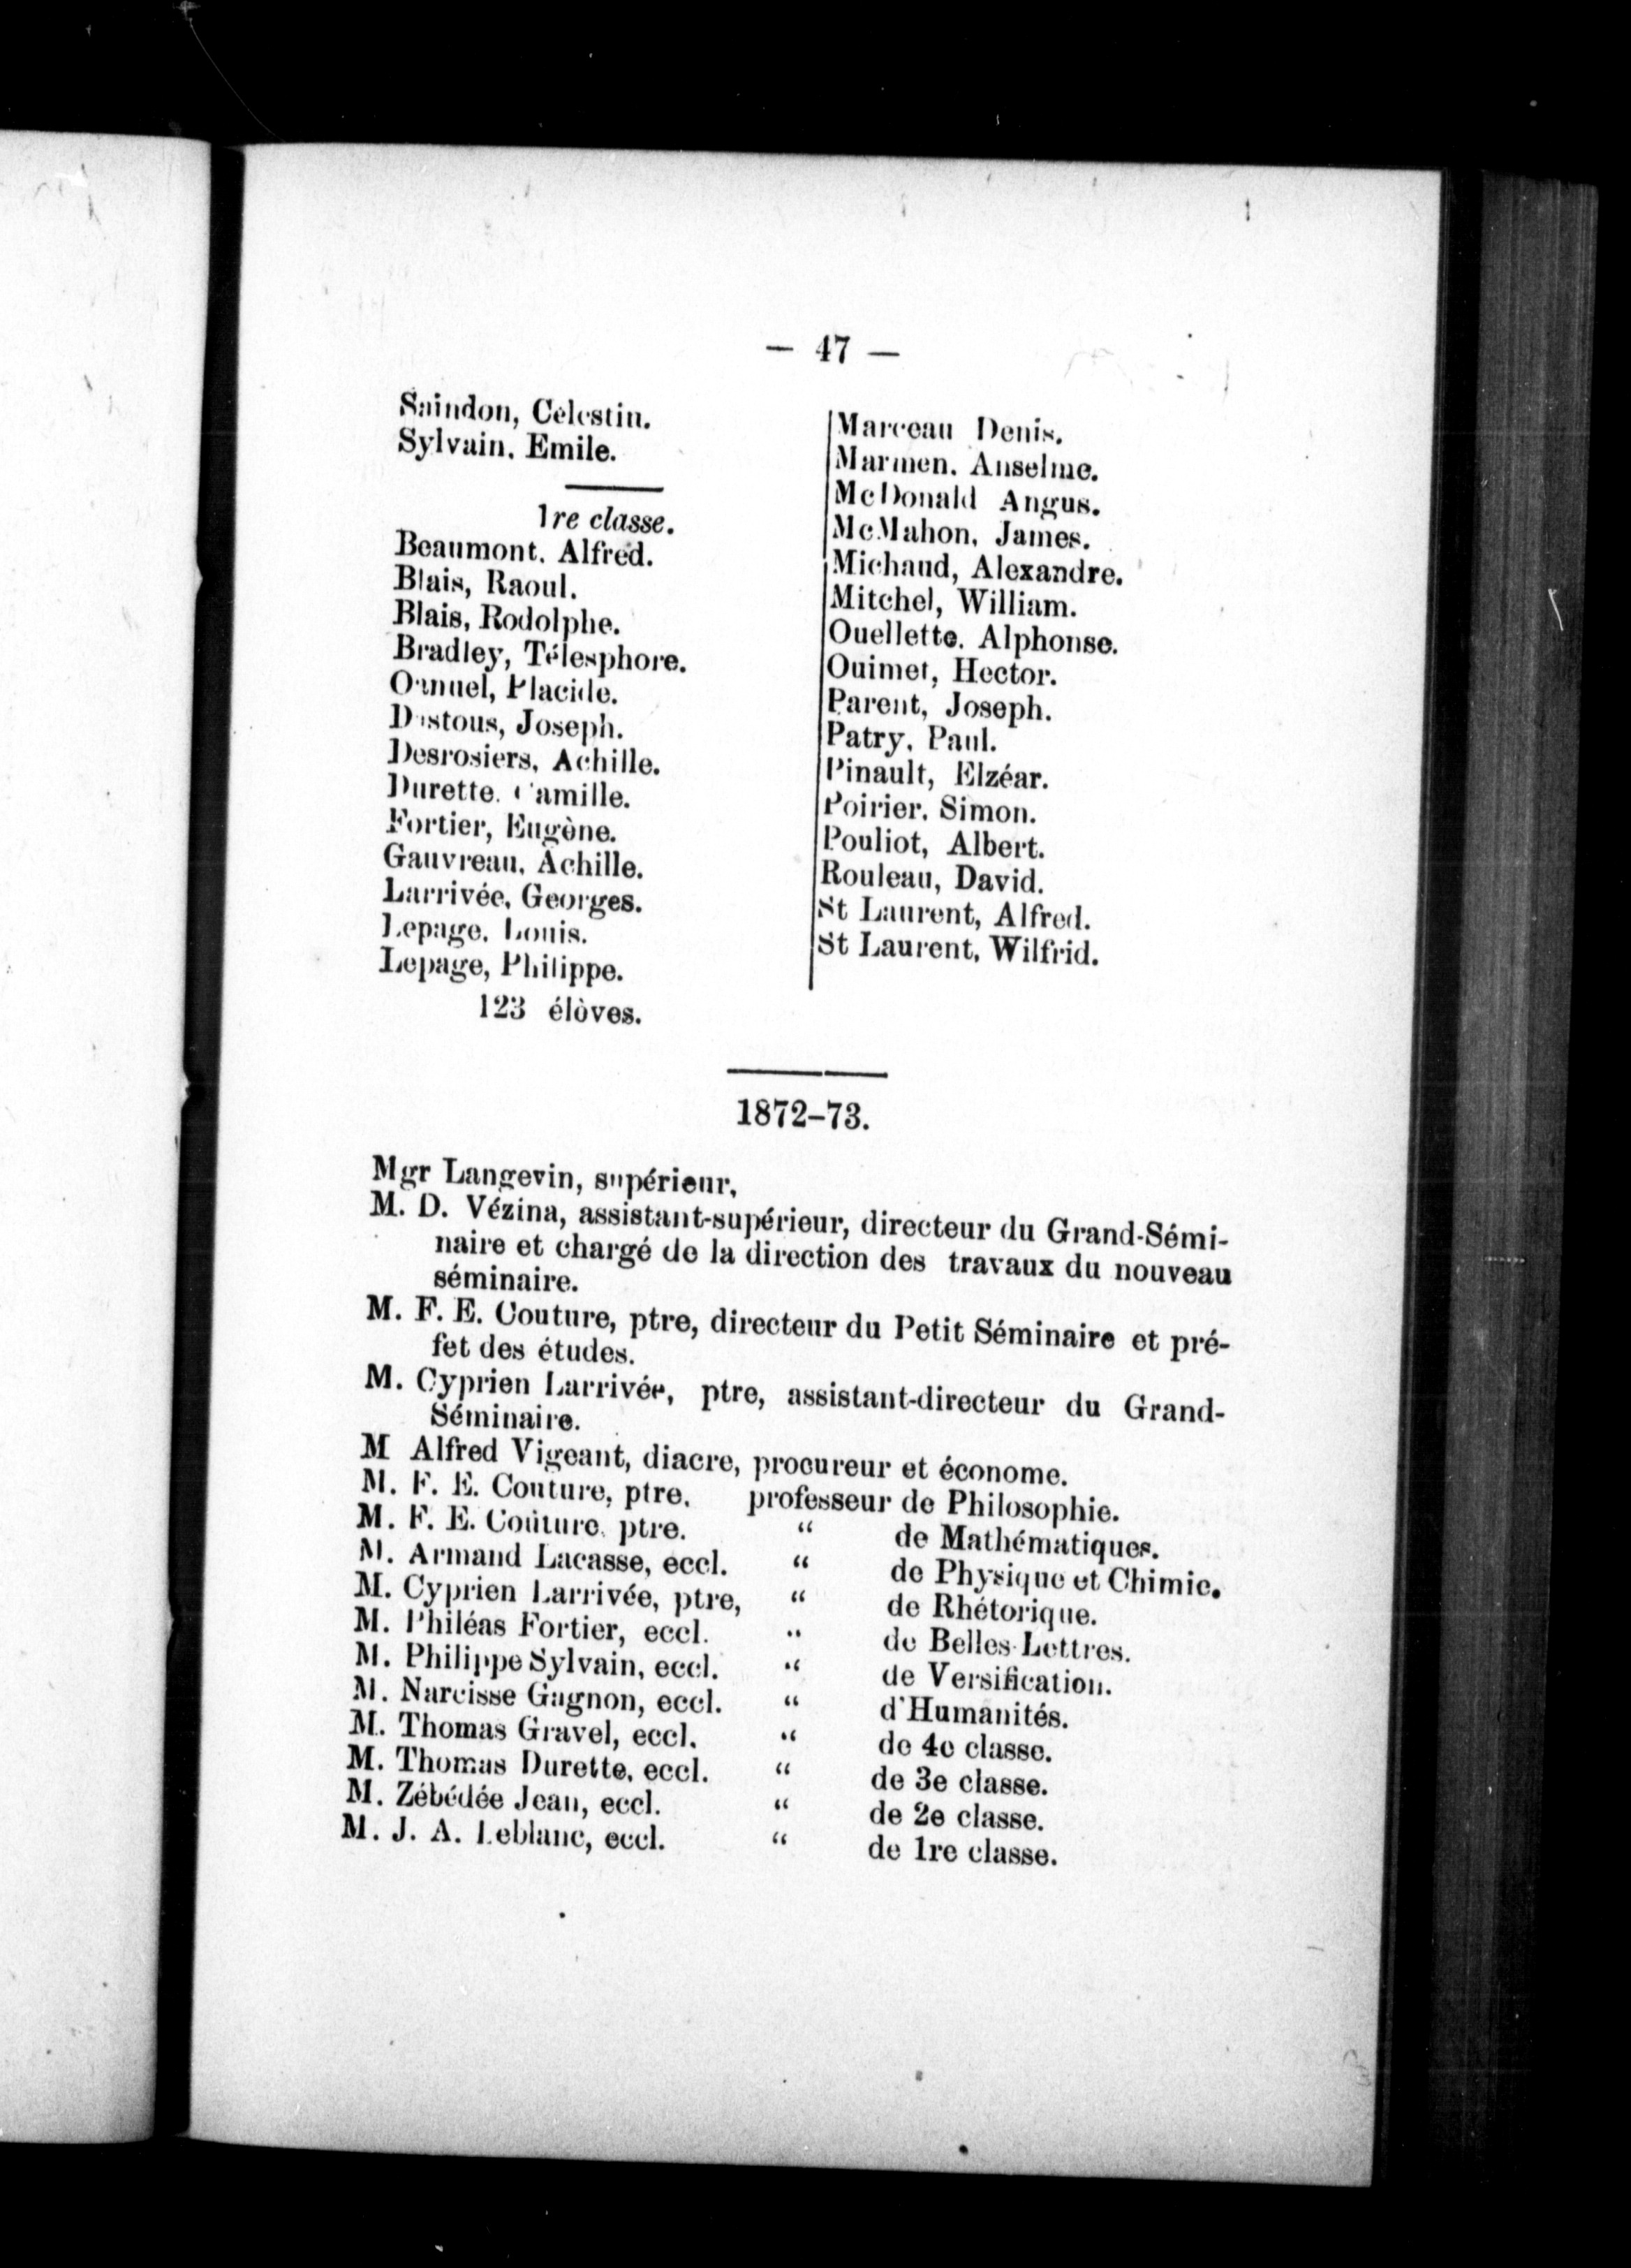 — 47 —
Saindon, Célestin.
Sylvain. Emile.
1re classe.
Beaumont. Alfred.
Blais, Raoul.
Blais, Rodolphe.
Bradley, Télesphore.
Placide.
Joseph.
Desrosiers, Achille.
Durette. Camille.
Fortier, Eugène.
Gauvreau, Achille.
Larrivée, Georges.
Lepage. Louis.
Lepage, Philippe.
123 élèves.
Marceau Denis.
Marmen. Anselme.
McDonald Angus.
McMahon, James.
Michaud, Alexandre.
Mitchel, William.
Ouellette. Alphonse.
Ouimet, Hector.
Parent, Joseph.
Patry, Paul.
Pinault, Elzéar.
Poirier, Simon.
Pouliot, Albert.
Rouleau, David.
St Laurent, Alfred.
St Laurent, Wilfrid.
1872–73.
Mgr Langevin, supérieur,
M. D. Vézina, assistant-supérieur, directeur du Grand-Sémi-
naire et chargé de la direction des travaux du nouveau
séminaire.
M. F. E. Couture, ptre, directeur du Petit Séminaire et pré-
fet des études.
M. Cyprien Larrivée, ptre, assistant-directeur du Grand-
Séminaire.
M Alfred Vigeant, diacre, procureur et économe.
M. F. E. Couture, ptre. professeur de Philosophie.
M. F. E. Couture. ptre. “ de Mathématiques.
M. Armand Lacasse, eccl. “ de Physique et Chimie.
M. Cyprien Larrivée, ptre, “ de Rhétorique.
M. Philéas Fortier, eccl. “ de Belles-Lettres.
M. Philippe Sylvain, eccl. “ de Versification.
M. Narcisse Gagnon, eccl. “ d'Humanités.
M. Thomas Gravel, eccl. “ de 4e classe.
M. Thomas Durette, eccl. “ de 3e classe.
M. Zébédée Jean, eccl. “ de 2e classe.
M. J. A. Leblanc, eccl. “ de 1re classe.